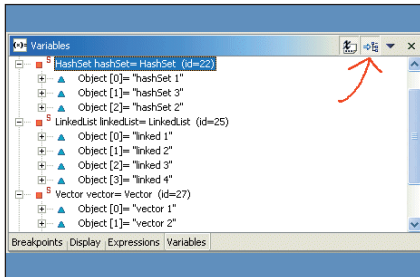 Variables
S HashSet hashSet= HashSet (id=22)
Object [0]= "hashSet 1"
Object [1]= "hashSet 3"
Object [2]= "hashSet 2"
S LinkedList linkedList= LinkedList (id=25)
Object [0]= "linked 1"
Object [1]= "linked 2"
Object [2]= "linked 3"
Object [3]= "linked 4"
S Vector vector= Vector (id=27)
Object [0]= "vector 1"
Object [1]= "vector 2"
Breakpoints Display Expressions Variables